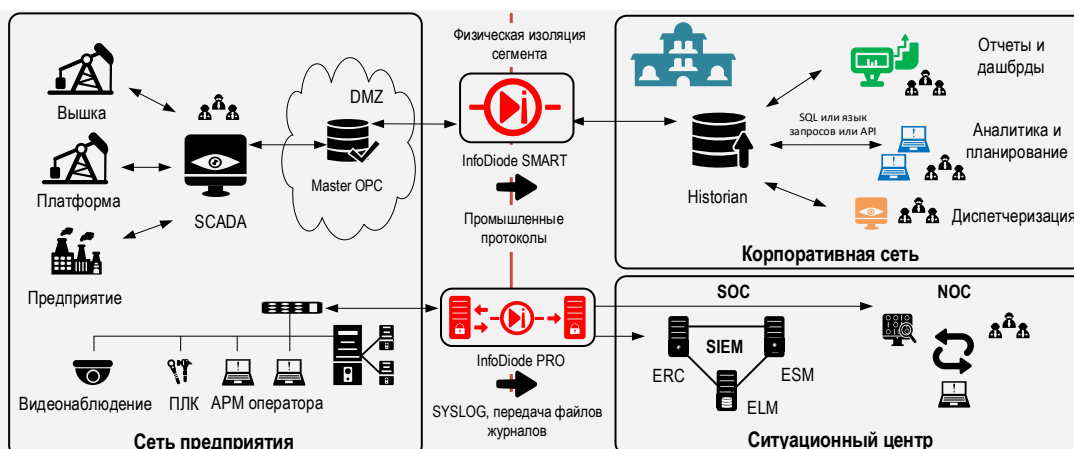 Вышка
Платформа
Предприятие
SCADA
DMZ
Master OPC
Видеонаблюдение
ПЛК
АРМ оператора
Сеть предприятия
Физическая изоляция
сегмента
InfoDiode SMART
Промышленные
протоколы
InfoDiode PRO
SYSLOG, передача файлов
журналов
Historian
SQL или язык
запросов или API
Отчеты и
дашбрды
Аналитика и
планирование
Диспетчеризация
Корпоративная сеть
SOC
NOC
SIEM
ERC
ESM
ELM
Ситуационный центр